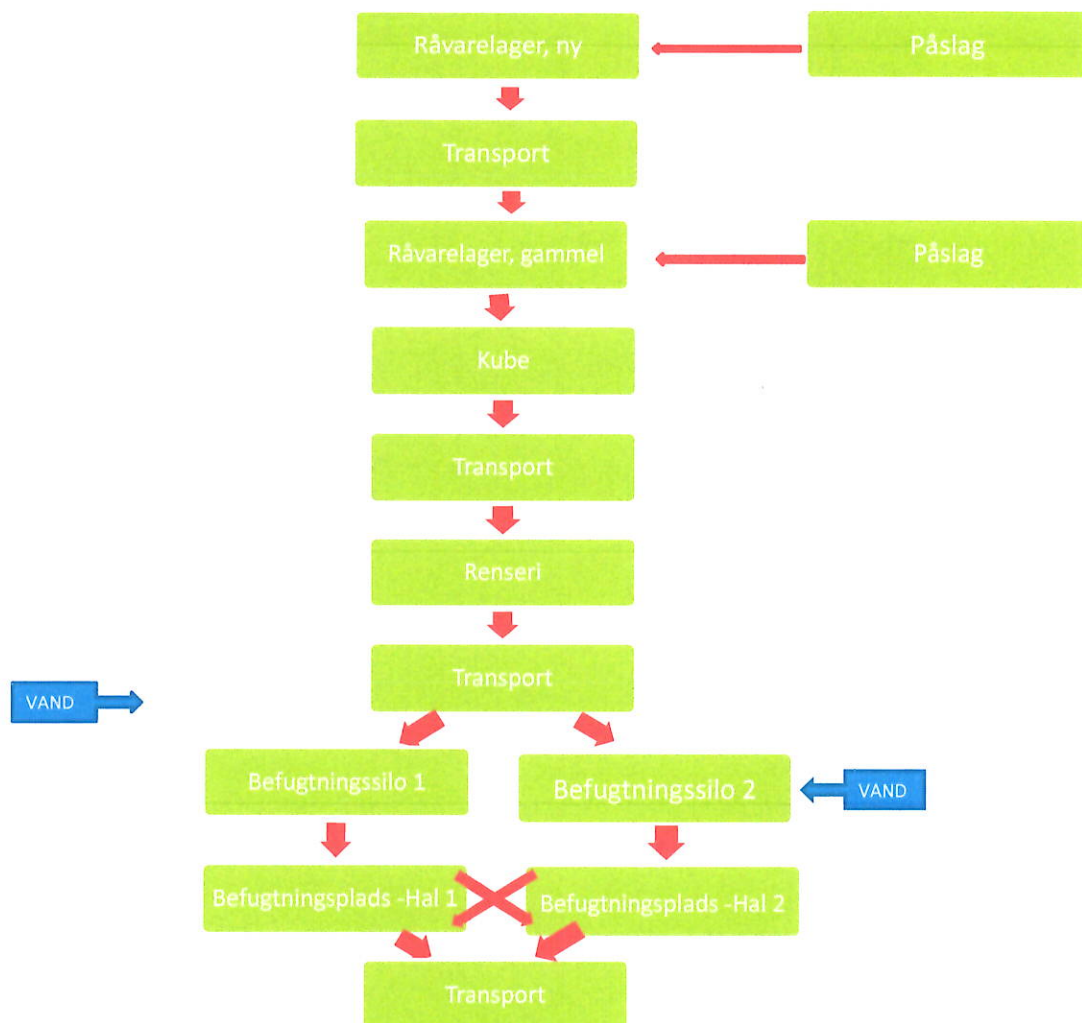 Råvarelager, ny
Påslag
Transport
Råvarelager, gammel
Påslag
Kube
Transport
Renseri
Transport
VAND
Befugtningssilo 1
Befugtningssilo 2
VAND
Befugtningsplads -Hal 1
Befugtningsplads -Hal 2
Transport